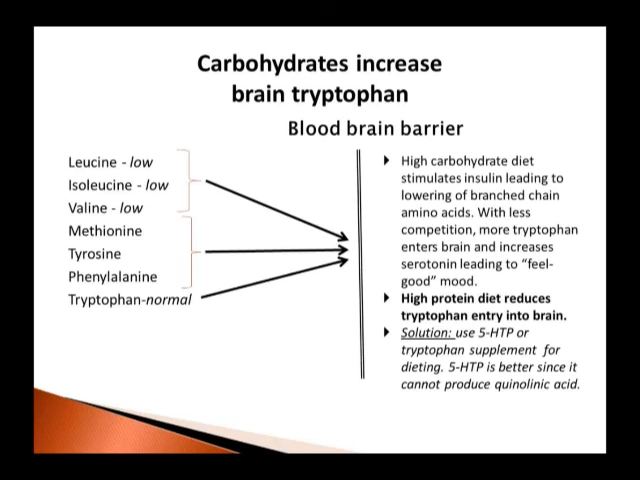 Carbohydrates increase
brain tryptophan
Blood brain barrier
Leucine - low
Isoleucine - low
Valine - low
Methionine
Tyrosine
Phenylalanine
Tryptophan-normal
High carbohydrate diet
stimulates insulin leading to
lowering of branched chain
amino acids. With less
competition, more tryptophan
enters brain and increases
serotonin leading to “feel-
good” mood.
High protein diet reduces
tryptophan entry into brain.
Solution: use 5-HTP or
tryptophan supplement for
dieting. 5-HTP is better since it
cannot produce quinolinic acid.